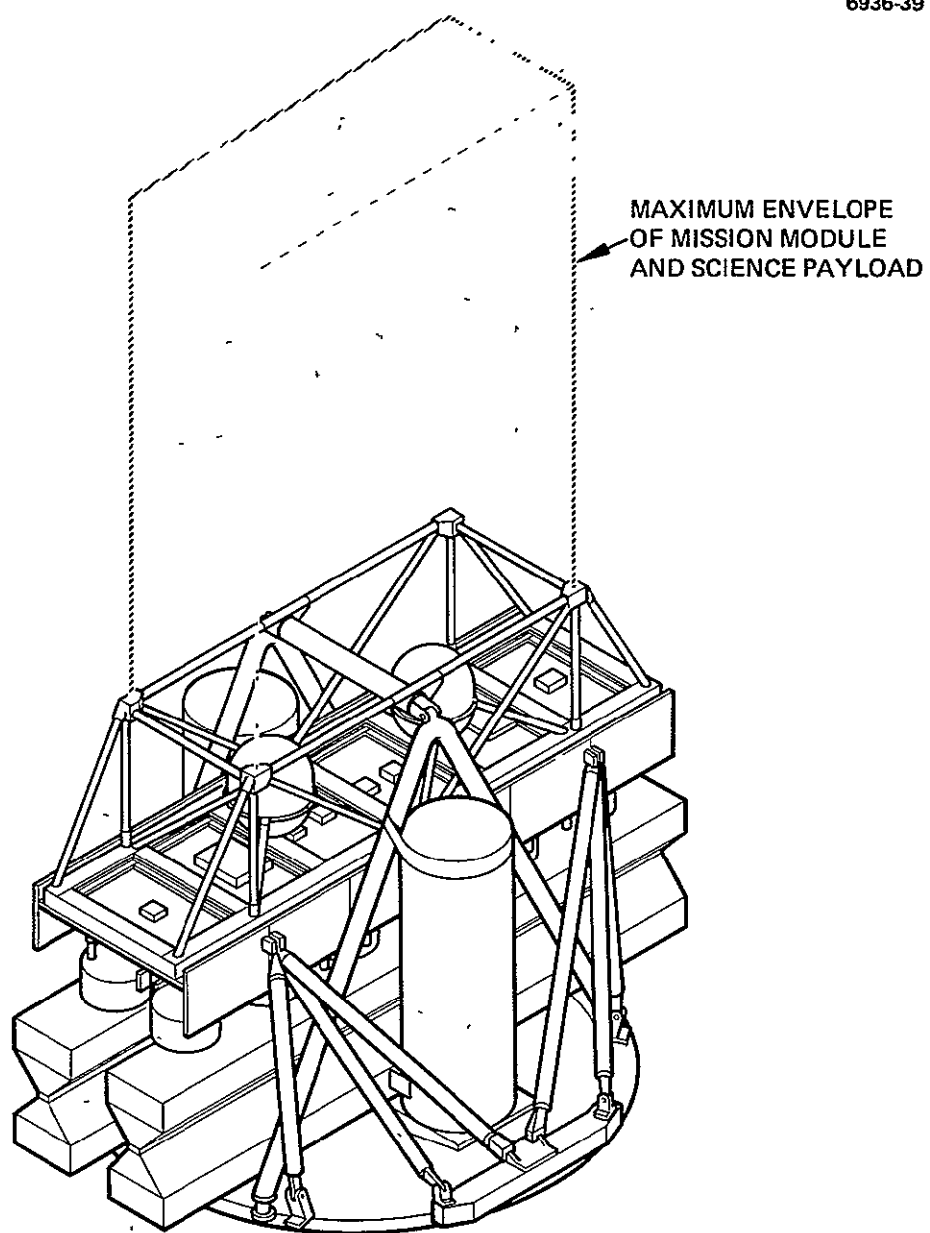 6936-39
MAXIMUM ENVELOPE
OF MISSION MODULE
AND SCIENCE PAYLOAD